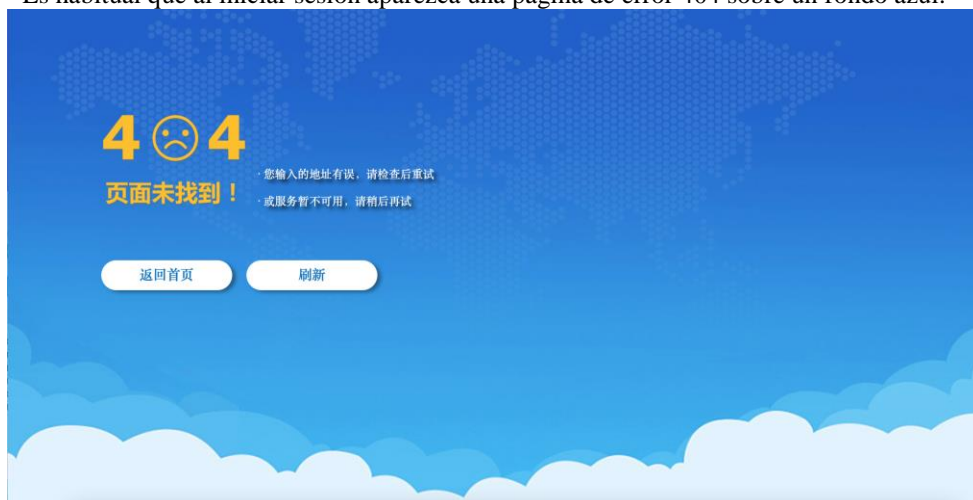 Es habitual que al iniciar sesión aparezca una página de error 404 sobre un fondo azul.
4 4
页面未找到！
· 您输入的地址有误，请检查后重试
· 或服务暂不可用，请稍后再试
返回首页
刷新